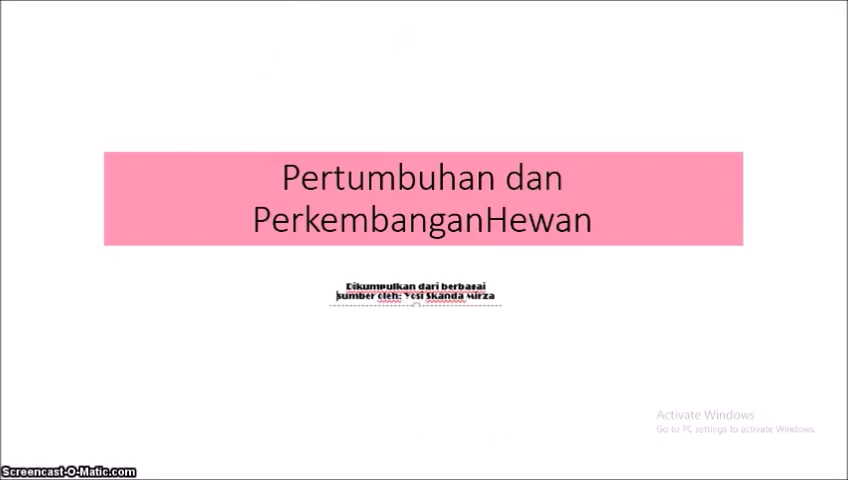 Pertumbuhan dan
PerkembanganHewan
Dikumpulkan dari berbagai
sumber oleh: Yosi Skanda Mirza
Activate Windows
Go to PC settings to activate Windows.
Screencast-O-Matic.com